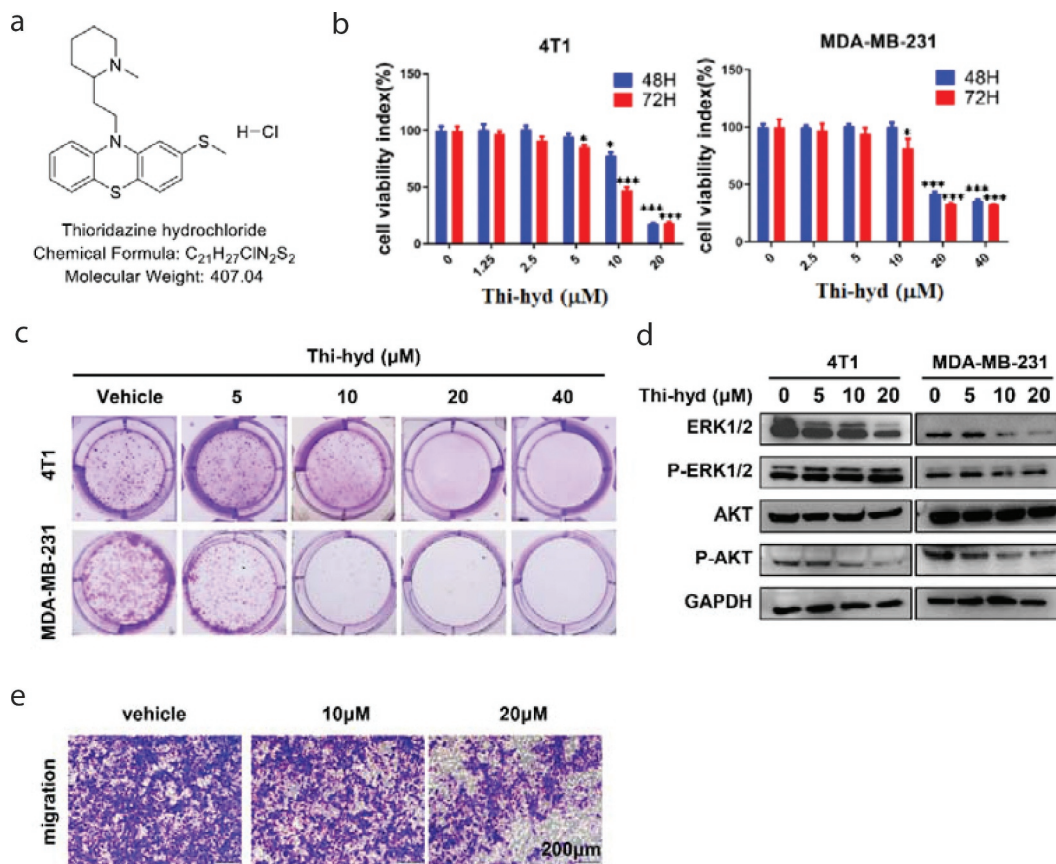 a
N
N
S
S
H-Cl
Thioridazine hydrochloride
Chemical Formula: C21H27ClN2S2
Molecular Weight: 407.04
b
4T1
cell viability index(%)
150
100
50
0
48H
72H
*
*
***
***
***
0 1.25 2.5 5 10 20
Thi-hyd (μM)
MDA-MB-231
cell viability index(%)
150
100
50
0
48H
72H
*
***
***
***
***
0 2.5 5 10 20 40
Thi-hyd (μM)
c
Thi-hyd (μM)
Vehicle 5 10 20 40
4T1
MDA-MB-231
d
4T1 MDA-MB-231
Thi-hyd (μM) 0 5 10 20 0 5 10 20
ERK1/2
P-ERK1/2
AKT
P-AKT
GAPDH
e
vehicle 10μM 20μM
migration
200μm